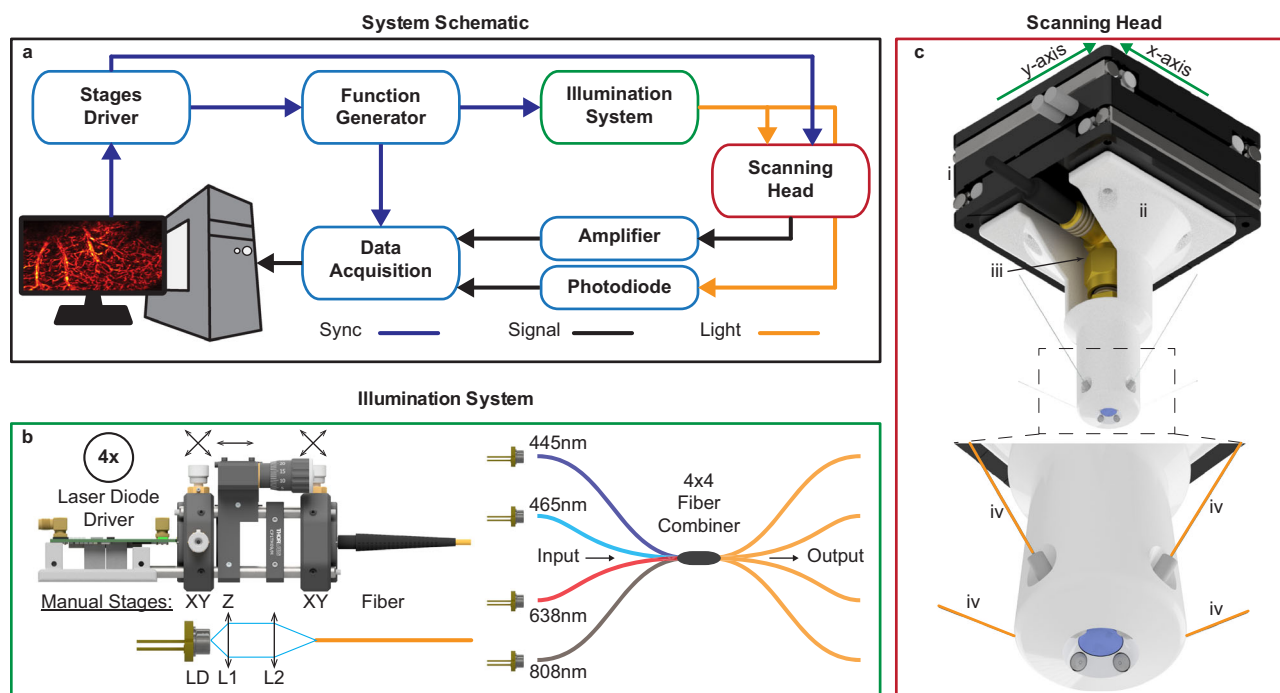 System Schematic
a
Stages
Driver
Function
Generator
Illumination
System
Scanning
Head
Data
Acquisition
Amplifier
Photodiode
Sync
Signal
Light
Illumination System
b
4x
Laser Diode
Driver
Manual Stages:
XY
Z
XY
Fiber
LD
L1
L2
445nm
465nm
638nm
808nm
Input
4x4
Fiber
Combiner
Output
Scanning Head
c
y-axis
x-axis
i
ii
iii
iv
iv
iv
iv